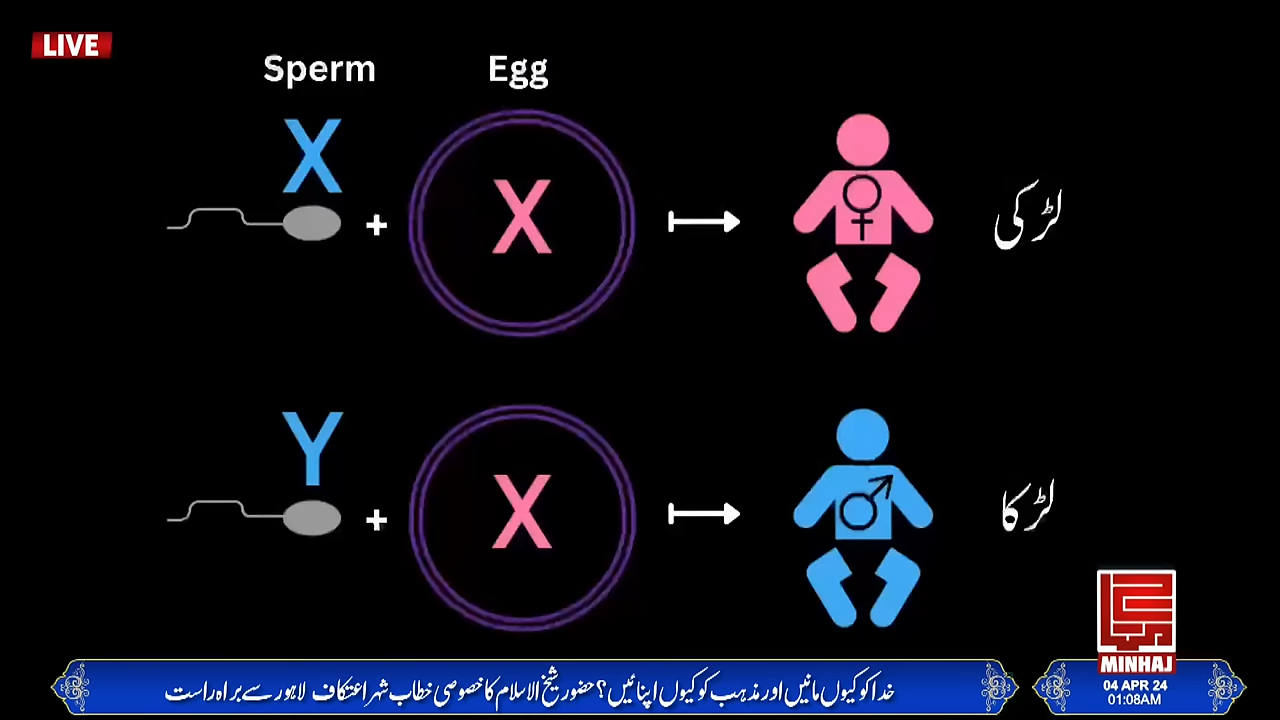 LIVE
Sperm Egg
X
+ X لڑکی
Y
+ X لڑکا
MINHAJ
خدا کو کیوں مانیں اور مذہب کو کیوں اپنائیں؟ حضور شیخ الاسلام کا خصوصی خطاب شہر اعتکاف لاہور سے براہ راست
04 APR 24
01:08AM